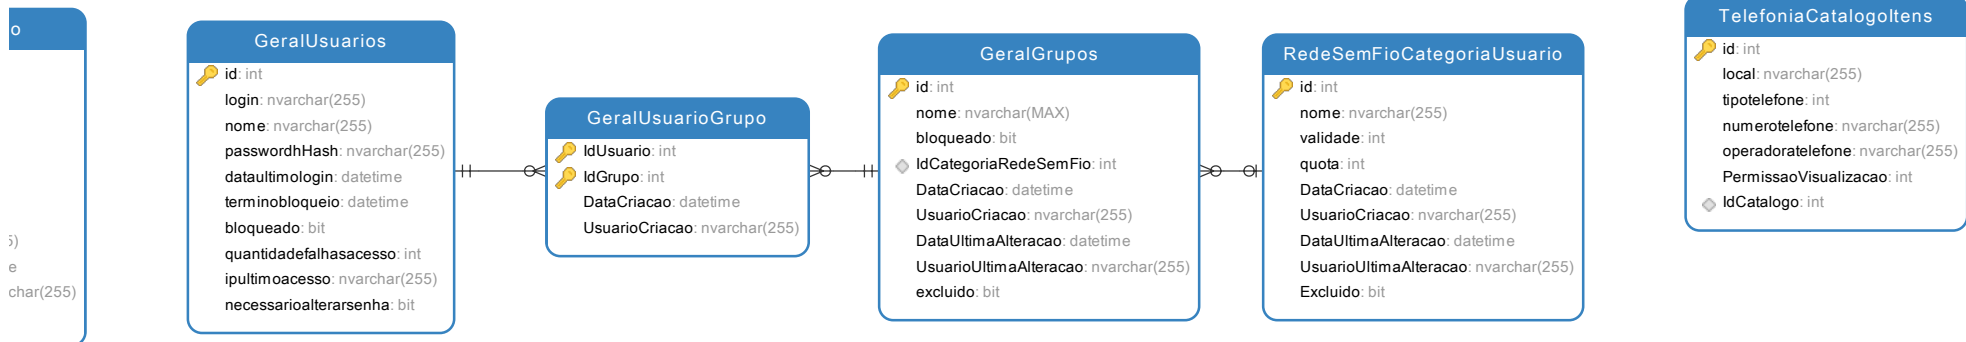 o
5)
e
char(255)
GeralUsuarios
id: int
login: nvarchar(255)
nome: nvarchar(255)
passwordhHash: nvarchar(255)
dataultimologin: datetime
terminobloqueio: datetime
bloqueado: bit
quantidadefalhasacesso: int
ipultimoacesso: nvarchar(255)
necessarioalterarsenha: bit
GeralUsuarioGrupo
IdUsuario: int
IdGrupo: int
DataCriacao: datetime
UsuarioCriacao: nvarchar(255)
GeralGrupos
id: int
nome: nvarchar(MAX)
bloqueado: bit
IdCategoriaRedeSemFio: int
DataCriacao: datetime
UsuarioCriacao: nvarchar(255)
DataUltimaAlteracao: datetime
UsuarioUltimaAlteracao: nvarchar(255)
excluido: bit
RedeSemFioCategoriaUsuario
id: int
nome: nvarchar(255)
validade: int
quota: int
DataCriacao: datetime
UsuarioCriacao: nvarchar(255)
DataUltimaAlteracao: datetime
UsuarioUltimaAlteracao: nvarchar(255)
Excluido: bit
TelefoniaCatalogoItens
id: int
local: nvarchar(255)
tipotelefone: int
numerotelefone: nvarchar(255)
operadoratelefone: nvarchar(255)
PermissaoVisualizacao: int
IdCatalogo: int